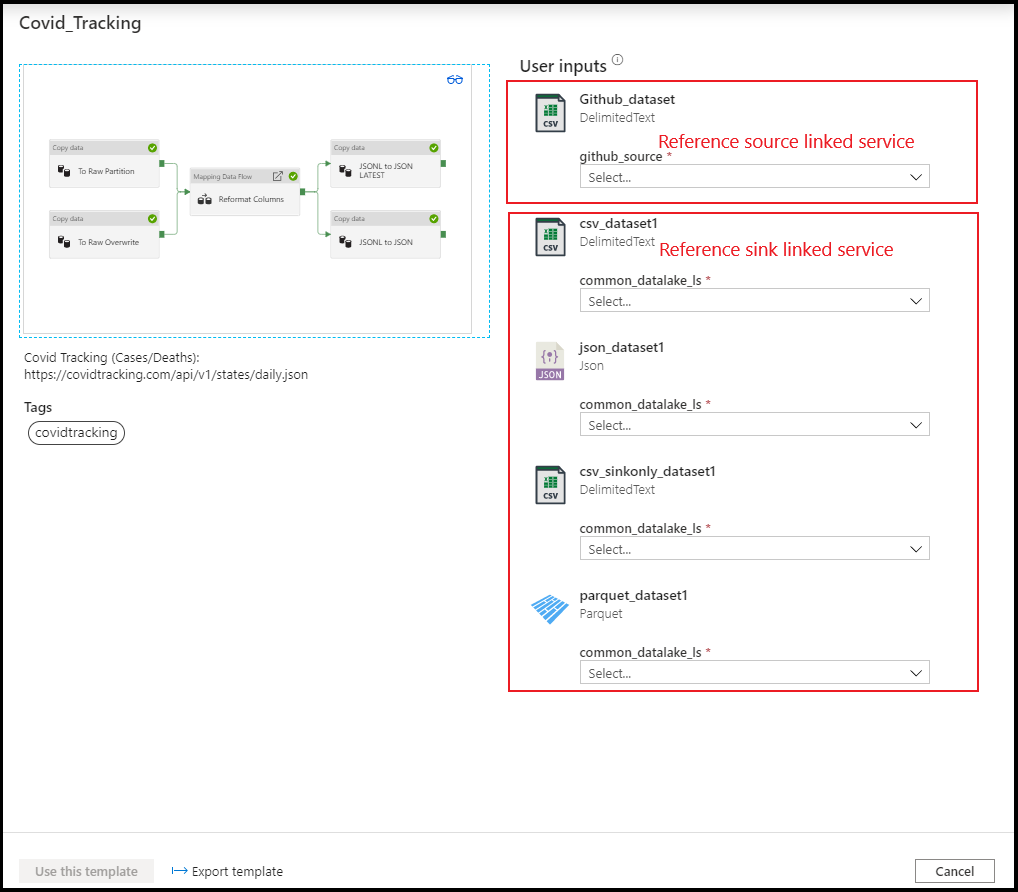 Covid_Tracking
Copy data
To Raw Partition
Copy data
To Raw Overwrite
Mapping Data Flow
Reformat Columns
Copy data
JSONL to JSON
LATEST
Copy data
JSONL to JSON
Covid Tracking (Cases/Deaths):
https://covidtracking.com/api/v1/states/daily.json
Tags
covidtracking
User inputs
CSV
Github_dataset
DelimitedText
Reference source linked service
github_source *
Select...
CSV
csv_dataset1
DelimitedText
Reference sink linked service
common_datalake_ls *
Select...
JSON
json_dataset1
Json
common_datalake_ls *
Select...
CSV
csv_sinkonly_dataset1
DelimitedText
common_datalake_ls *
Select...
parquet_dataset1
Parquet
common_datalake_ls *
Select...
Use this template
Export template
Cancel